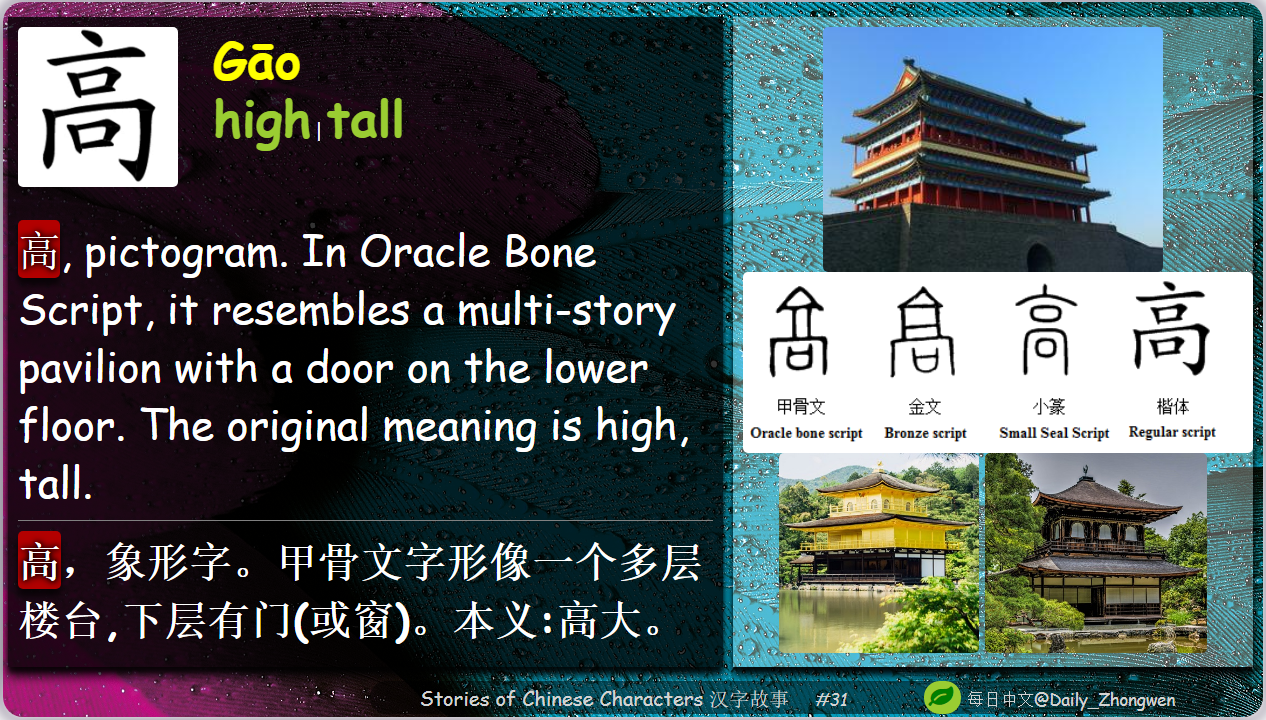 高
Gāo
high | tall
高, pictogram. In Oracle Bone
Script, it resembles a multi-story
pavilion with a door on the lower
floor. The original meaning is high,
tall.
高，象形字。甲骨文字形像一个多层
楼台,下层有门(或窗)。本义:高大。
高 高 高 高
甲骨文 金文 小篆 楷体
Oracle bone script Bronze script Small Seal Script Regular script
Stories of Chinese Characters 汉字故事 #31
每日中文@Daily_Zhongwen